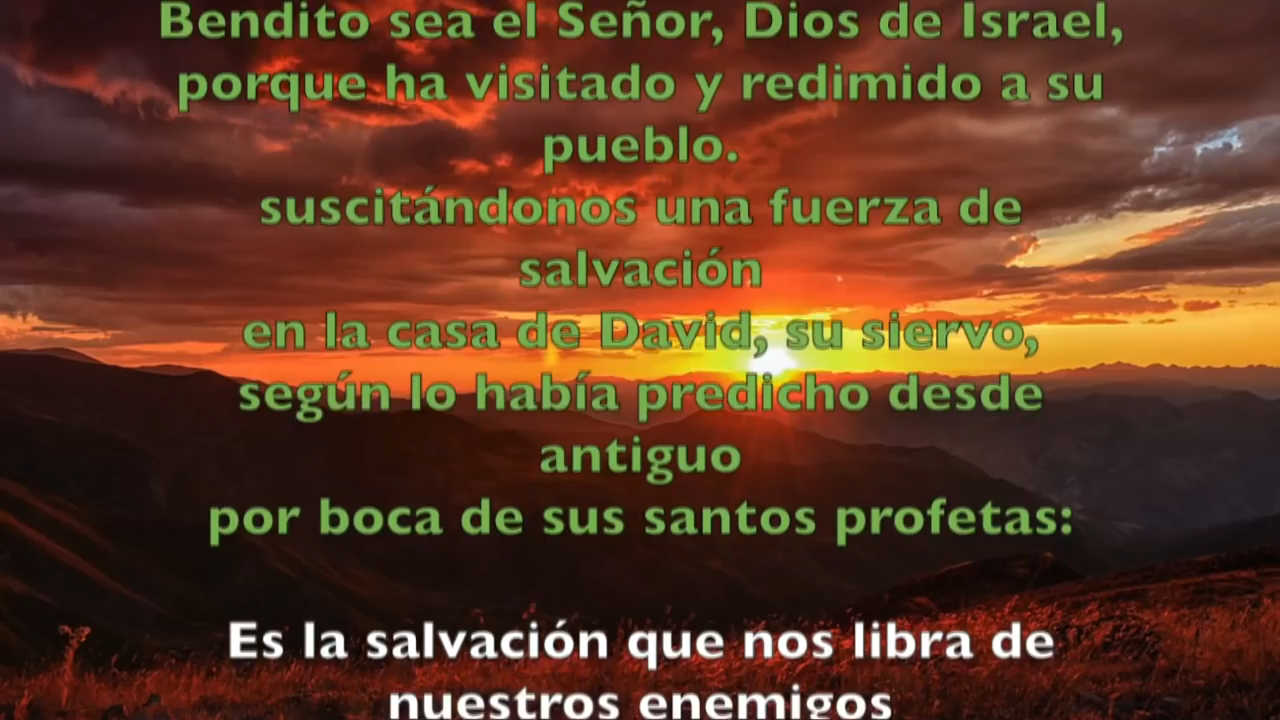 Bendito sea el Señor, Dios de Israel,
porque ha visitado y redimido a su
pueblo.
suscitándonos una fuerza de
salvación
en la casa de David, su siervo,
según lo había predicho desde
antiguo
por boca de sus santos profetas:
Es la salvación que nos libra de
nuestros enemigos